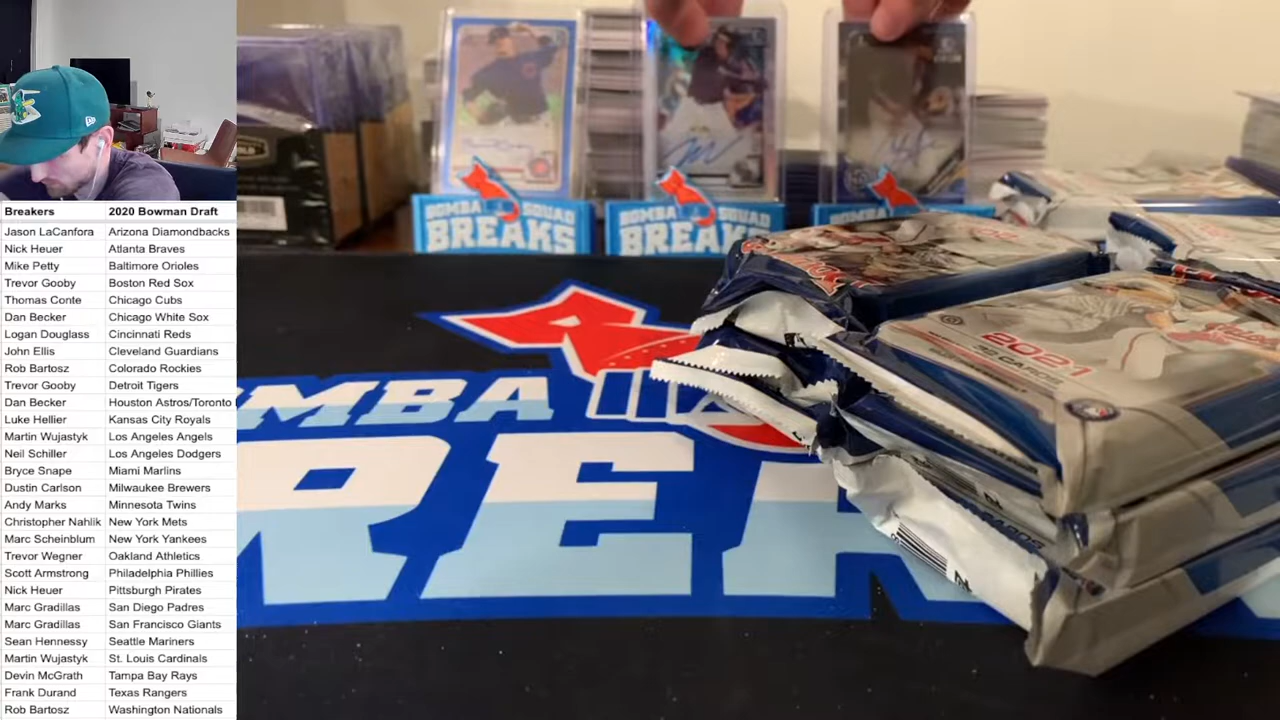 Breakers 2020 Bowman Draft
Jason LaCanfora Arizona Diamondbacks
Nick Heuer Atlanta Braves
Mike Petty Baltimore Orioles
Trevor Gooby Boston Red Sox
Thomas Conte Chicago Cubs
Dan Becker Chicago White Sox
Logan Douglass Cincinnati Reds
John Ellis Cleveland Guardians
Rob Bartosz Colorado Rockies
Trevor Gooby Detroit Tigers
Dan Becker Houston Astros/Toronto
Luke Hellier Kansas City Royals
Martin Wujastyk Los Angeles Angels
Neil Schiller Los Angeles Dodgers
Bryce Snape Miami Marlins
Dustin Carlson Milwaukee Brewers
Andy Marks Minnesota Twins
Christopher Nahlik New York Mets
Marc Scheinblum New York Yankees
Trevor Wegner Oakland Athletics
Scott Armstrong Philadelphia Phillies
Nick Heuer Pittsburgh Pirates
Marc Gradillas San Diego Padres
Marc Gradillas San Francisco Giants
Sean Hennessy Seattle Mariners
Martin Wujastyk St. Louis Cardinals
Devin McGrath Tampa Bay Rays
Frank Durand Texas Rangers
Rob Bartosz Washington Nationals
BOMBA SQUAD
BREAKS
BOMBA SQUAD
BREAKS
BOMBA
OMBA
REA
2021